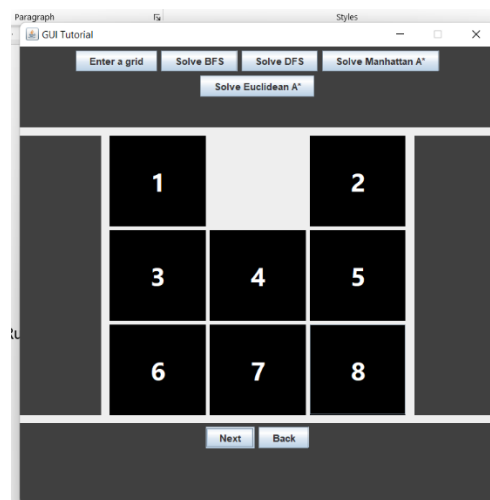 Paragraph Styles
GUI Tutorial
Enter a grid Solve BFS Solve DFS Solve Manhattan A*
Solve Euclidean A*
1 2
3 4 5
6 7 8
Next Back